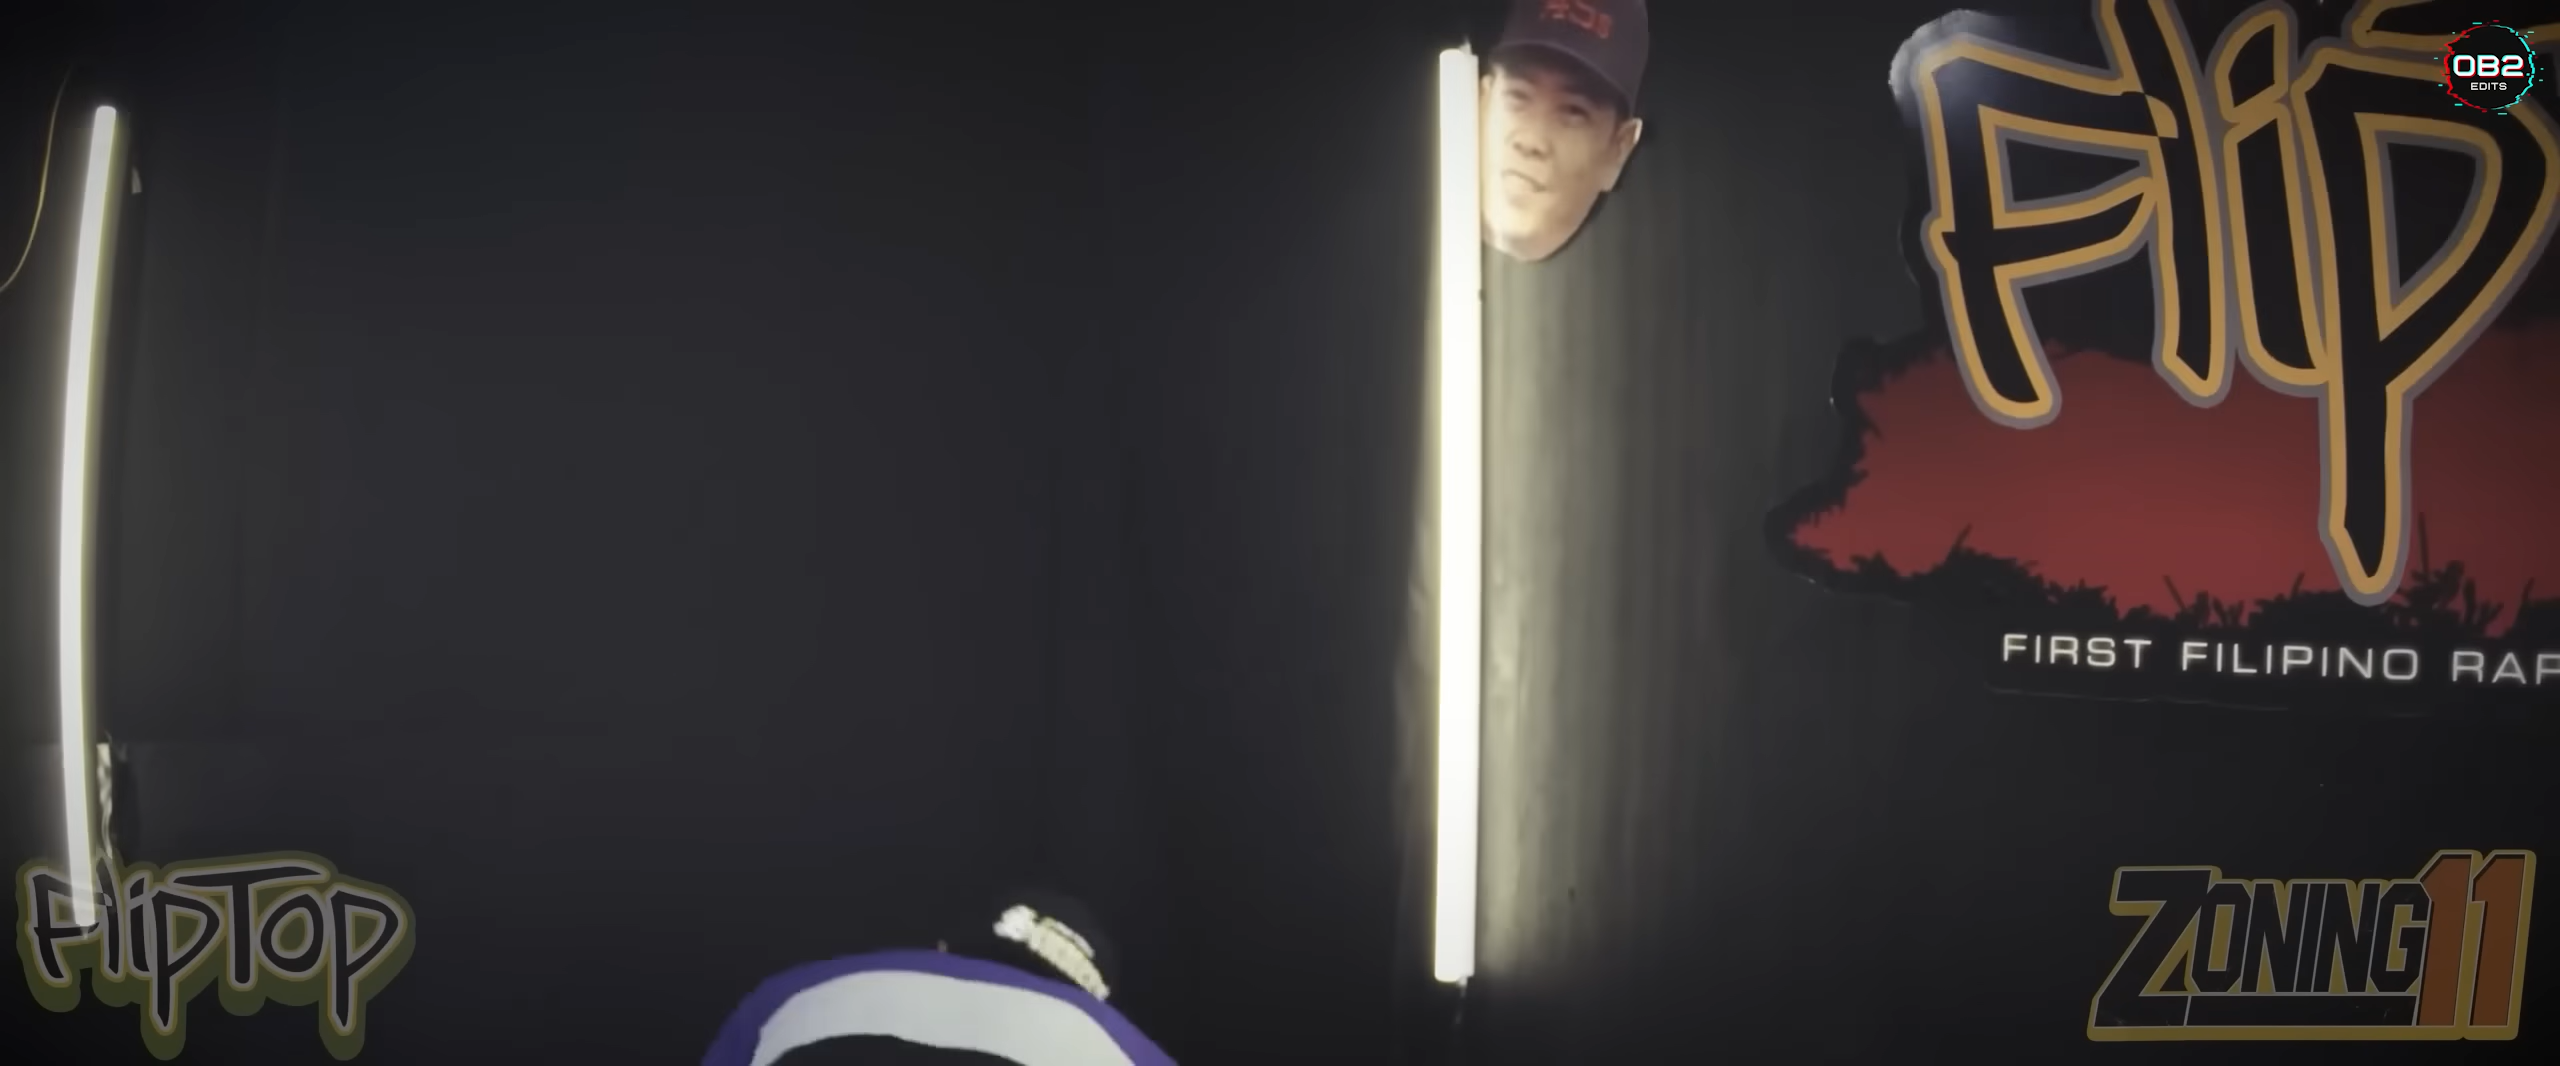 Flip
OB2
EDITS
FIRST FILIPINO RAP
FlipTop
ZONING11